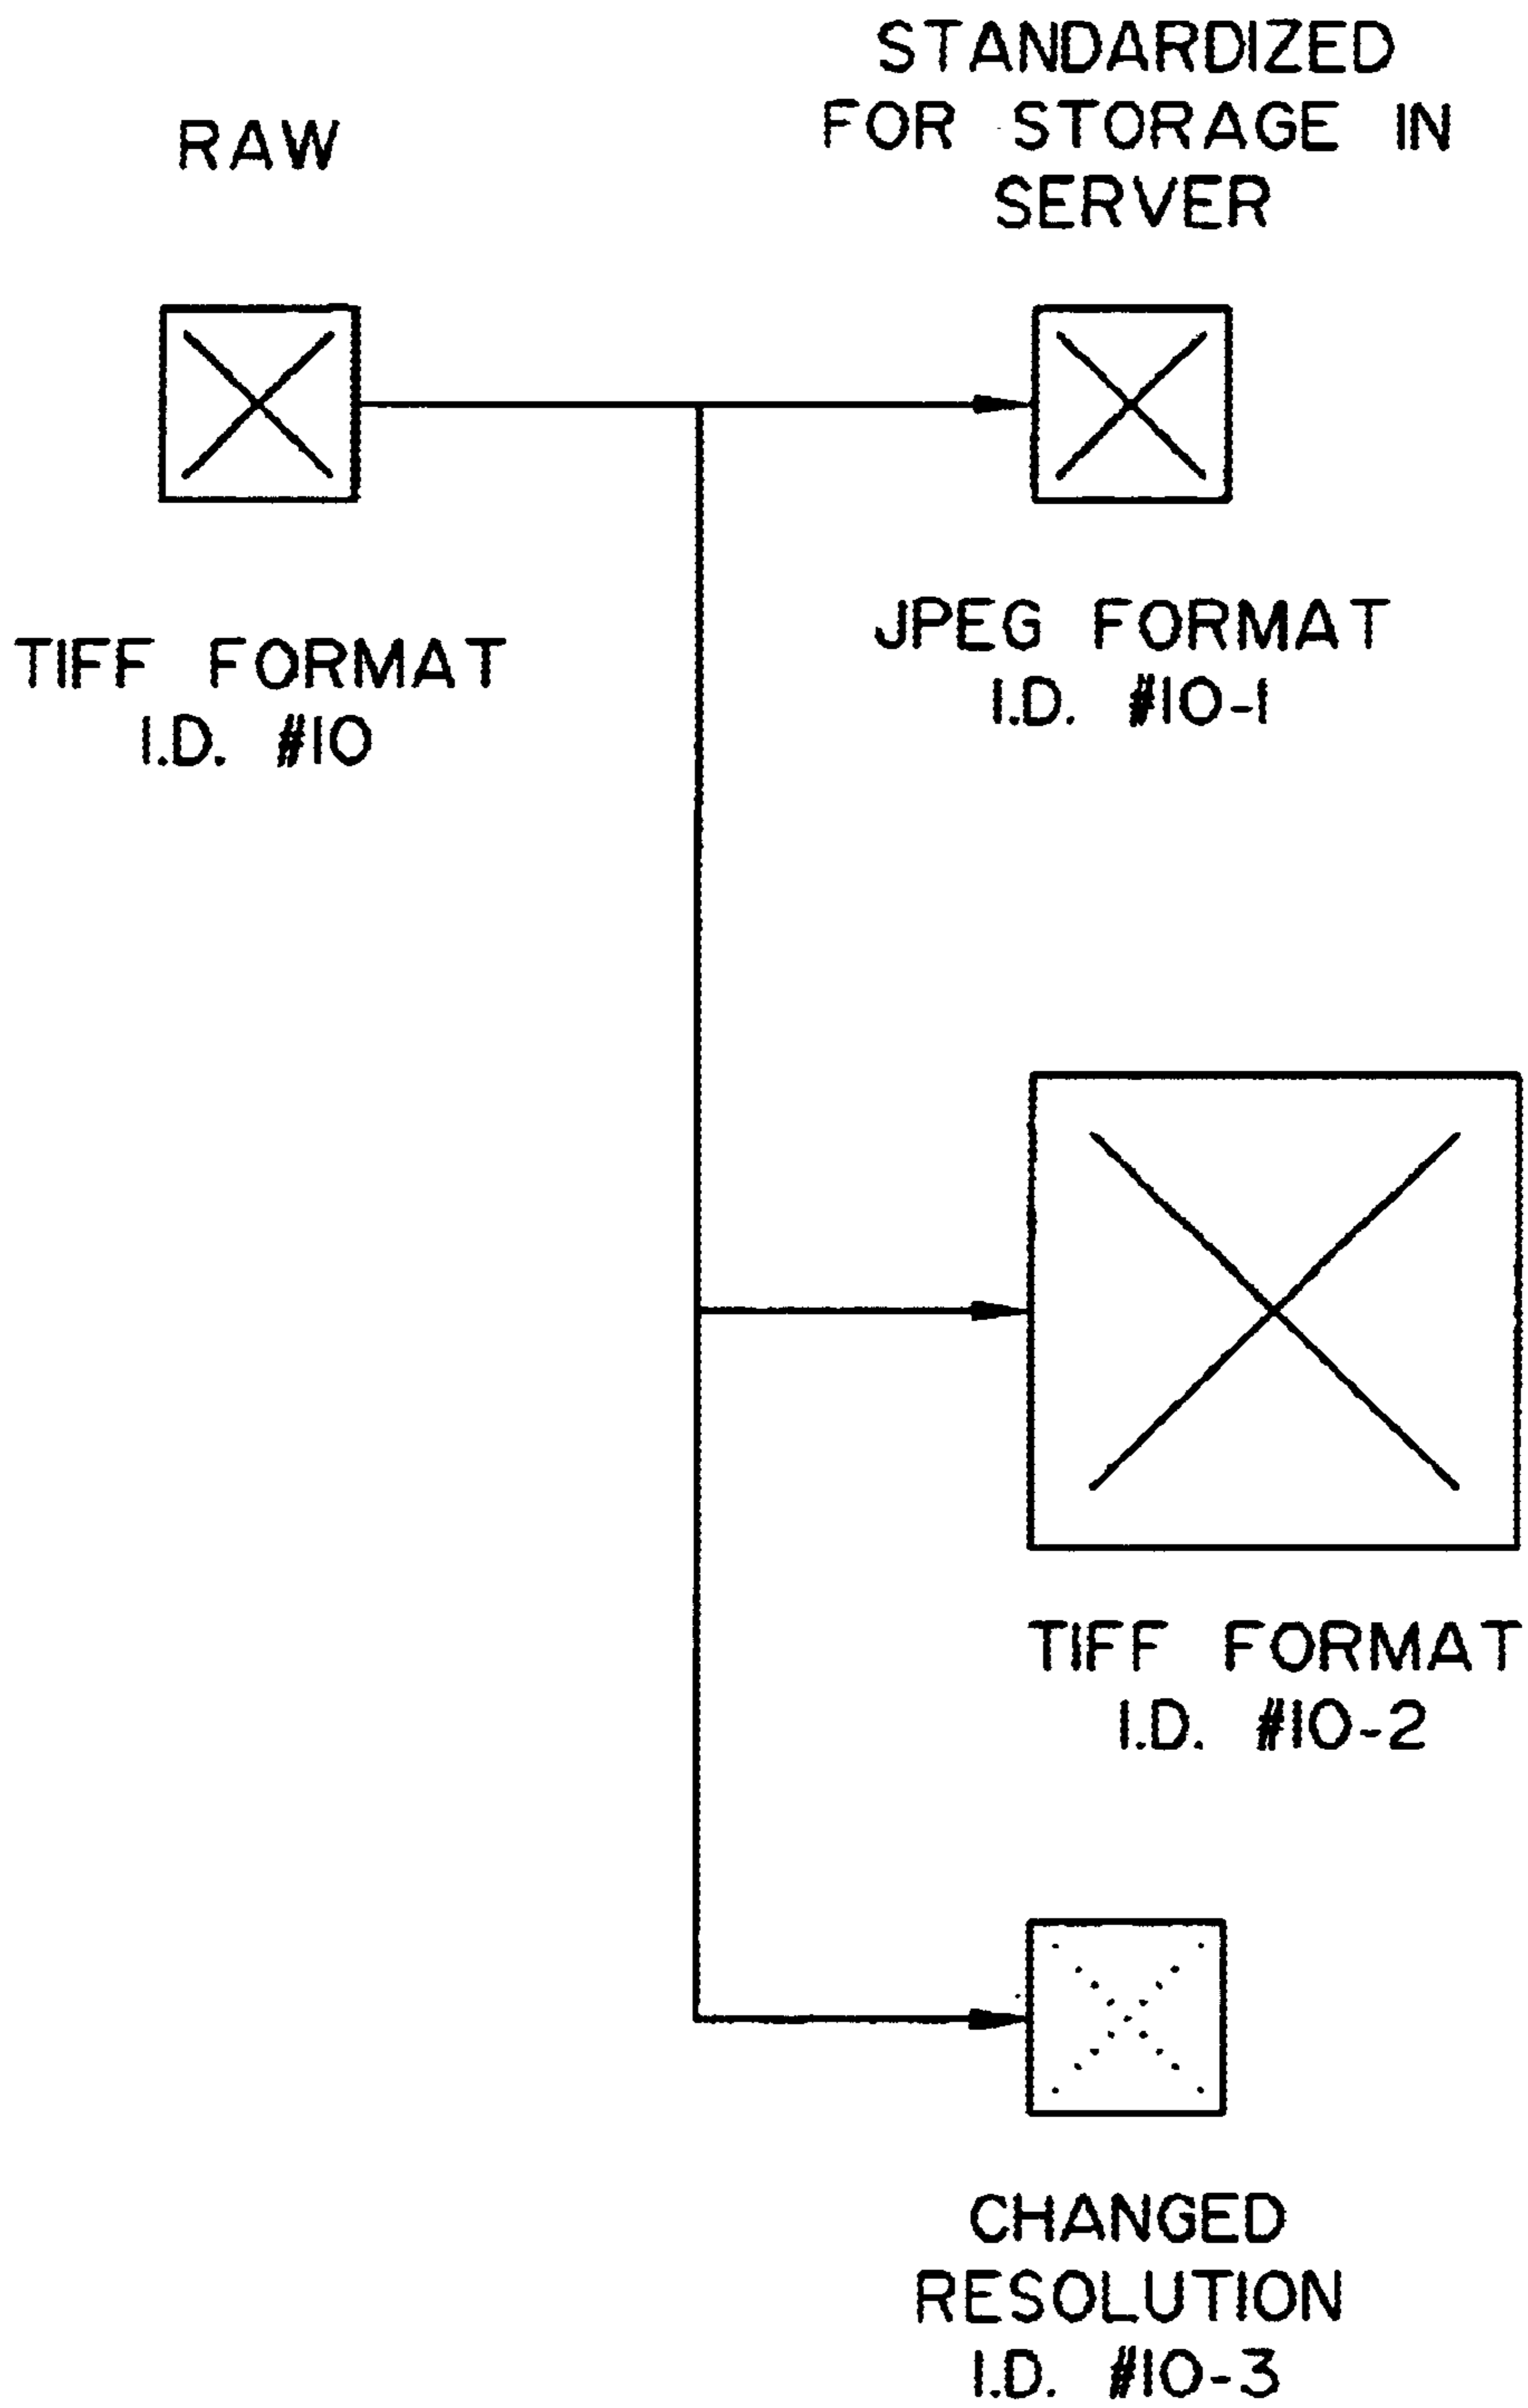 RAW
STANDARDIZED
FOR STORAGE IN
SERVER
TIFF FORMAT
I.D. #10
JPEG FORMAT
I.D. #10-1
TIFF FORMAT
I.D. #10-2
CHANGED
RESOLUTION
I.D. #10-3